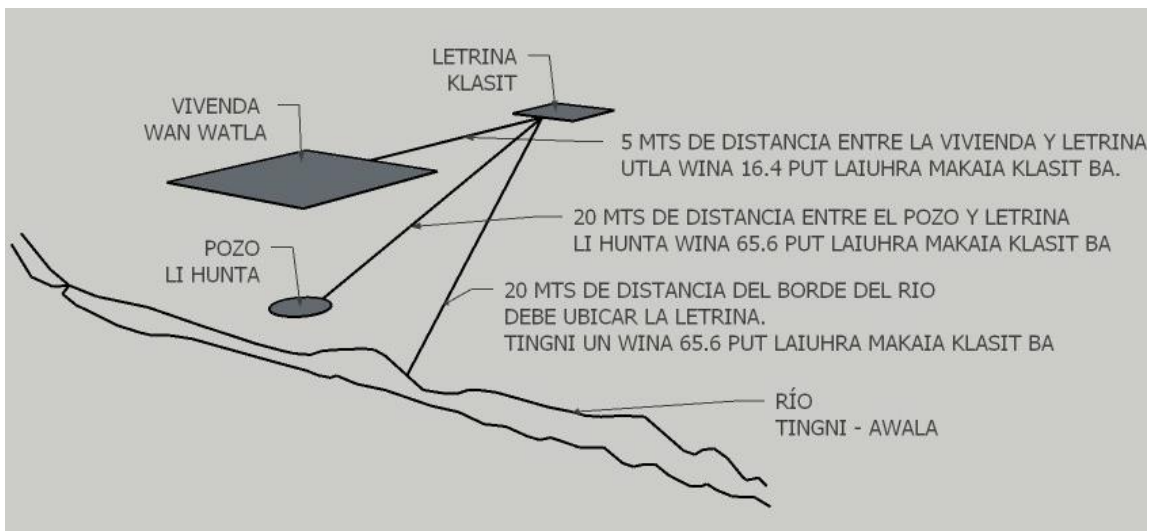 LETRINA
KLASIT
VIVENDA
WAN WATLA
5 MTS DE DISTANCIA ENTRE LA VIVIENDA Y LETRINA
UTLA WINA 16.4 PUT LAIUHRA MAKAIA KLASIT BA.
20 MTS DE DISTANCIA ENTRE EL POZO Y LETRINA
LI HUNTA WINA 65.6 PUT LAIUHRA MAKAIA KLASIT BA
POZO
LI HUNTA
20 MTS DE DISTANCIA DEL BORDE DEL RIO
DEBE UBICAR LA LETRINA.
TINGNI UN WINA 65.6 PUT LAIUHRA MAKAIA KLASIT BA
RÍO
TINGNI - AWALA